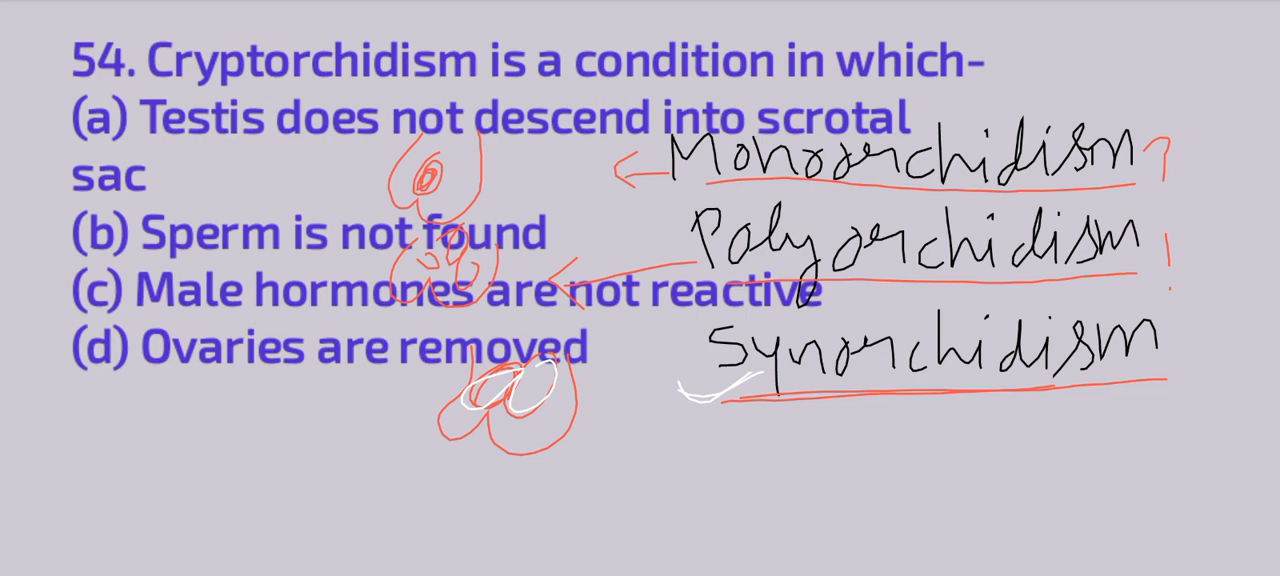 54. Cryptorchidism is a condition in which-
(a) Testis does not descend into scrotal
sac
Monorchidism ?
(b) Sperm is not found
Polyorchidism !
(c) Male hormones are not reactive
(d) Ovaries are removed
Synorchidism